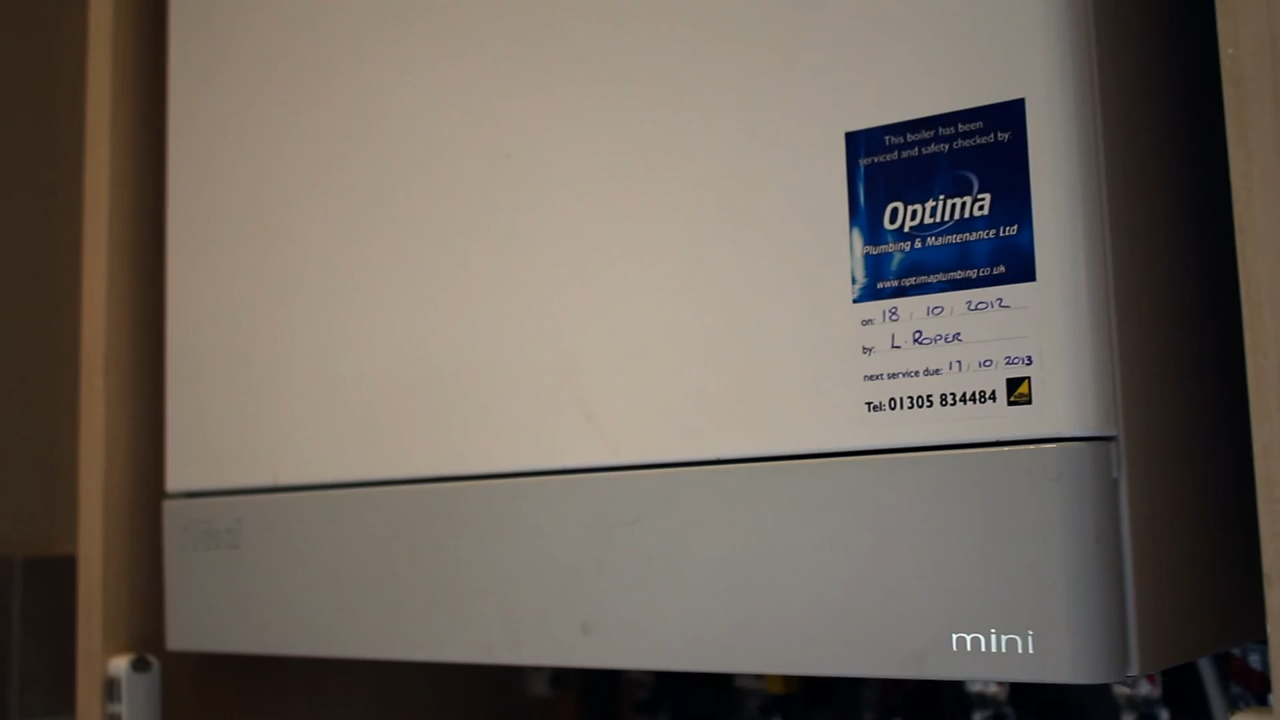 This boiler has been
serviced and safety checked by:
Optima
Plumbing & Maintenance Ltd
www.optimaplumbing.co.uk
on: 18 / 10 / 2012
by: L. ROPER
next service due: 17 / 10 / 2013
Tel: 01305 834484
mini